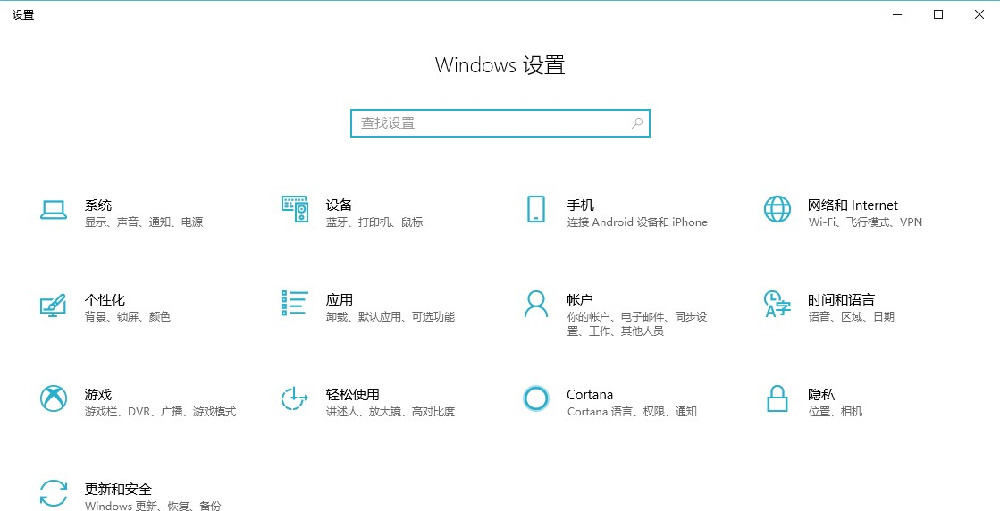 设置
Windows 设置
查找设置
系统
显示、声音、通知、电源
设备
蓝牙、打印机、鼠标
手机
连接 Android 设备和 iPhone
网络和 Internet
Wi-Fi、飞行模式、VPN
个性化
背景、锁屏、颜色
应用
卸载、默认应用、可选功能
帐户
你的帐户、电子邮件、同步设
置、工作、其他人员
时间和语言
语音、区域、日期
游戏
游戏栏、DVR、广播、游戏模式
轻松使用
讲述人、放大镜、高对比度
Cortana
Cortana 语言、权限、通知
隐私
位置、相机
更新和安全
Windows 更新、恢复、备份